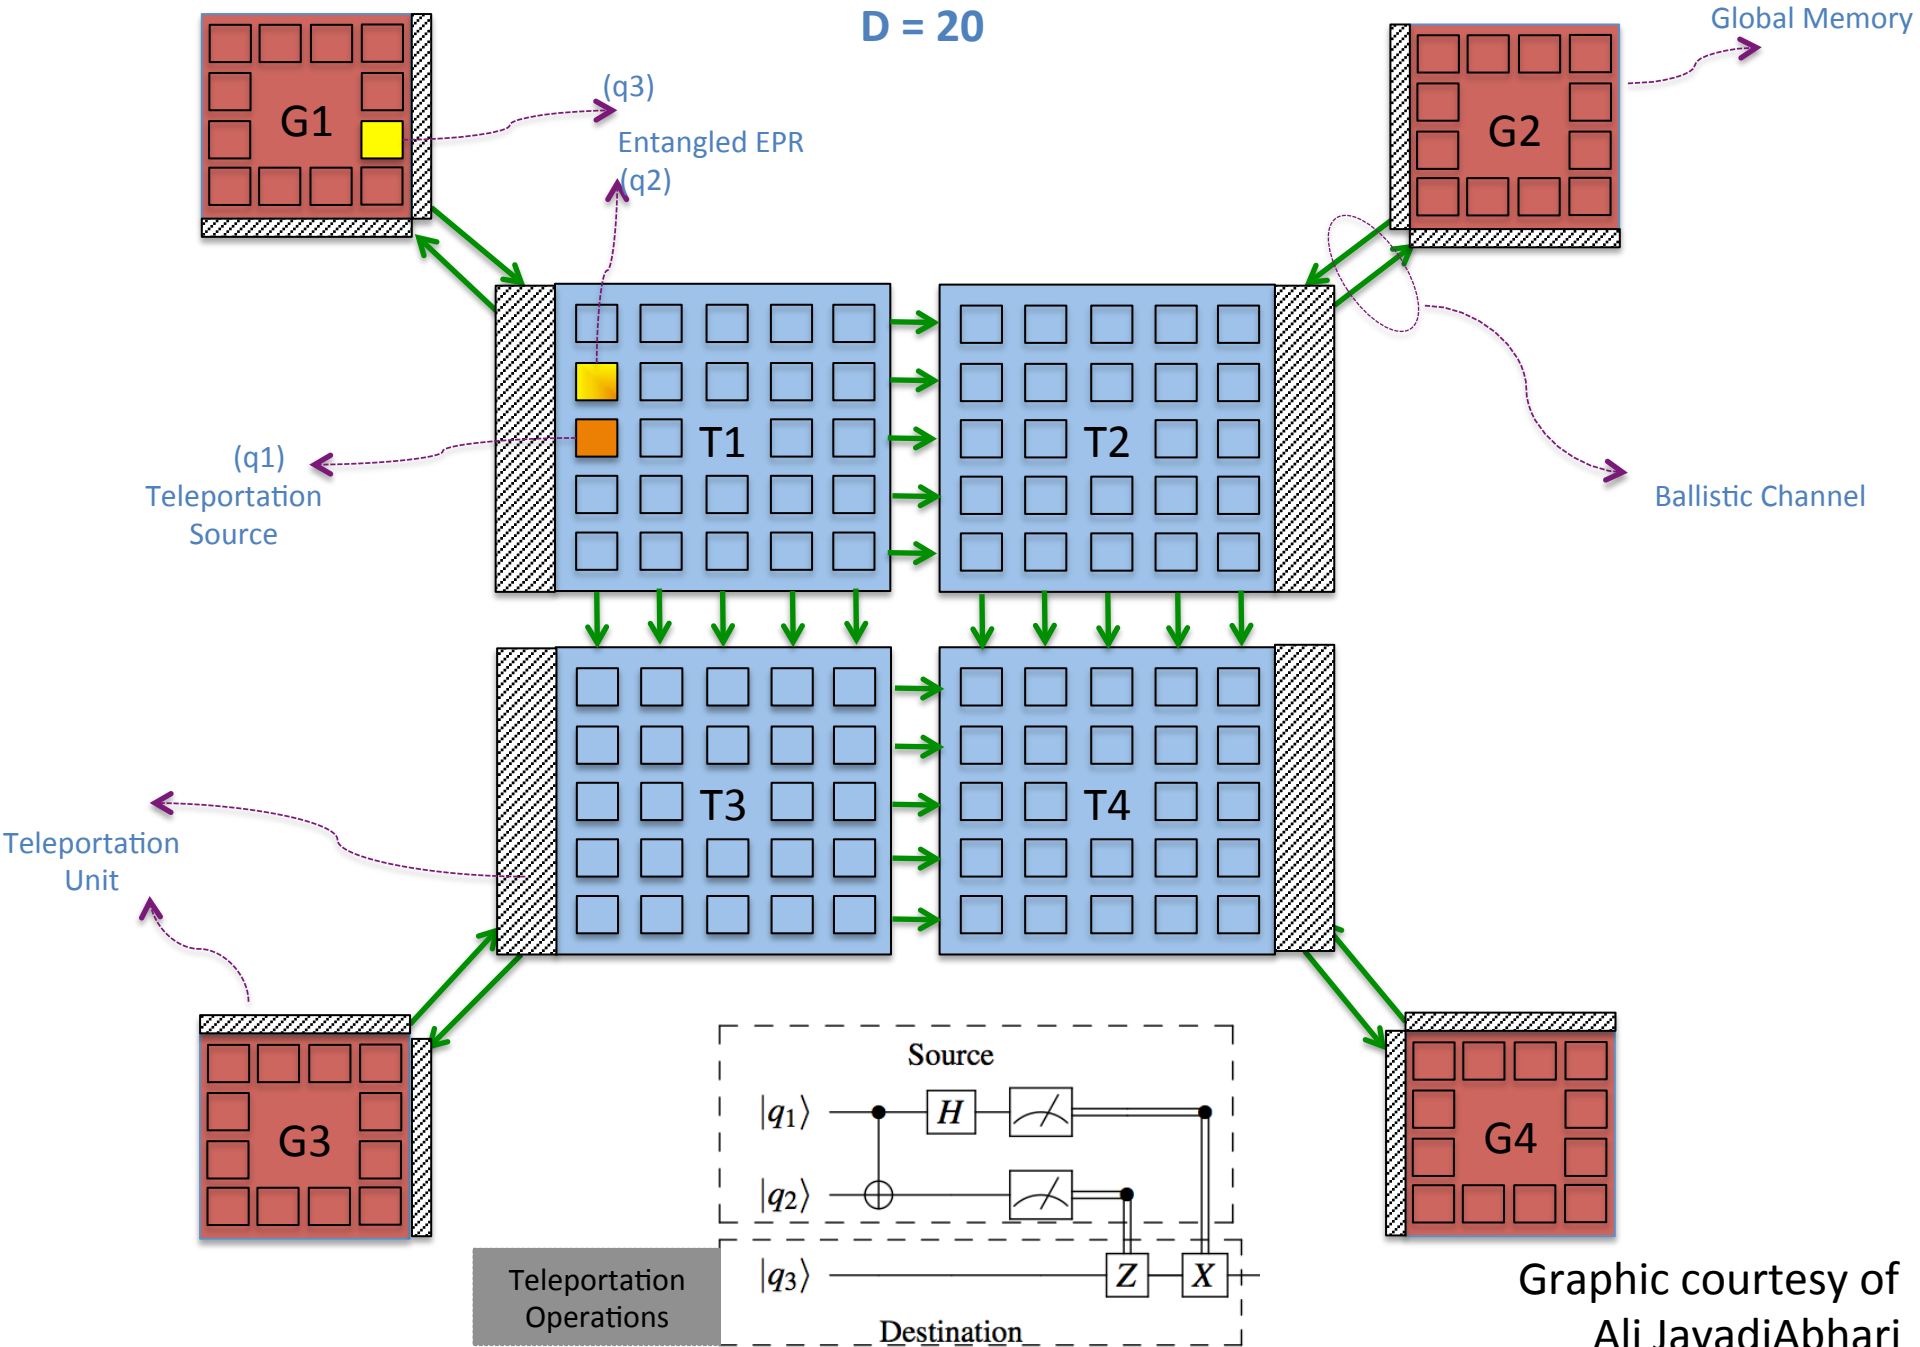 D = 20
Global Memory
G1
G2
(q3)
Entangled EPR
(q2)
(q1)
Teleportation
Source
T1
T2
Ballistic Channel
T3
T4
Teleportation
Unit
G3
G4
Source
|q1⟩
H
|q2⟩
|q3⟩
Z
X
Destination
Teleportation
Operations
Graphic courtesy of
Ali JavadiAbhari